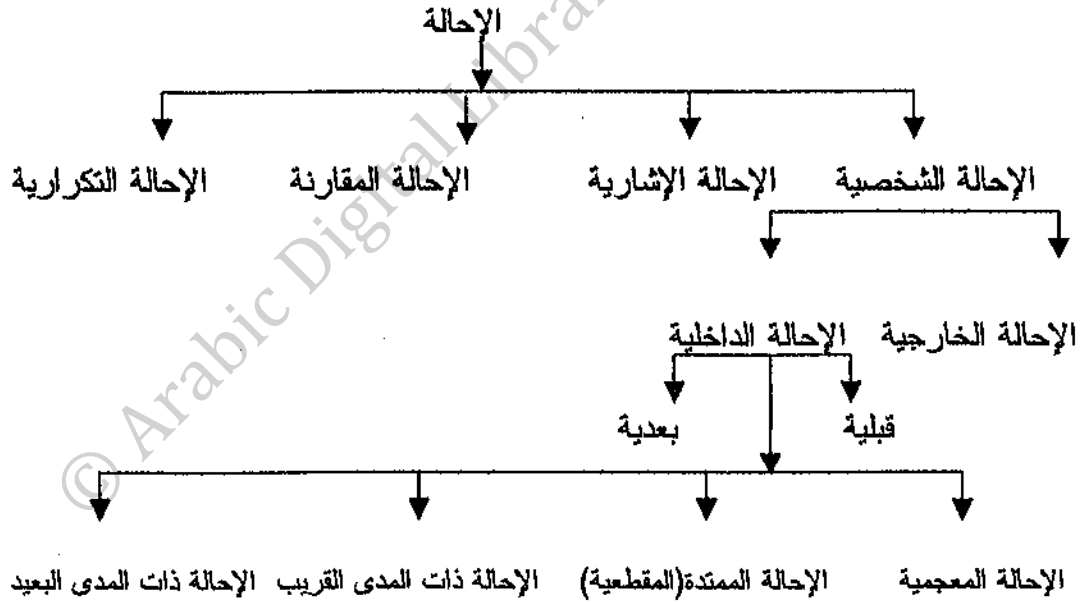 الإحالة
الإحالة الشخصية الإحالة الإشارية الإحالة المقارنة الإحالة التكرارية
الإحالة الخارجية الإحالة الداخلية
قبلية بعدية
الإحالة المعجمية الإحالة الممتدة(المقطعية) الإحالة ذات المدى القريب الإحالة ذات المدى البعيد
© Arabic Digital Library